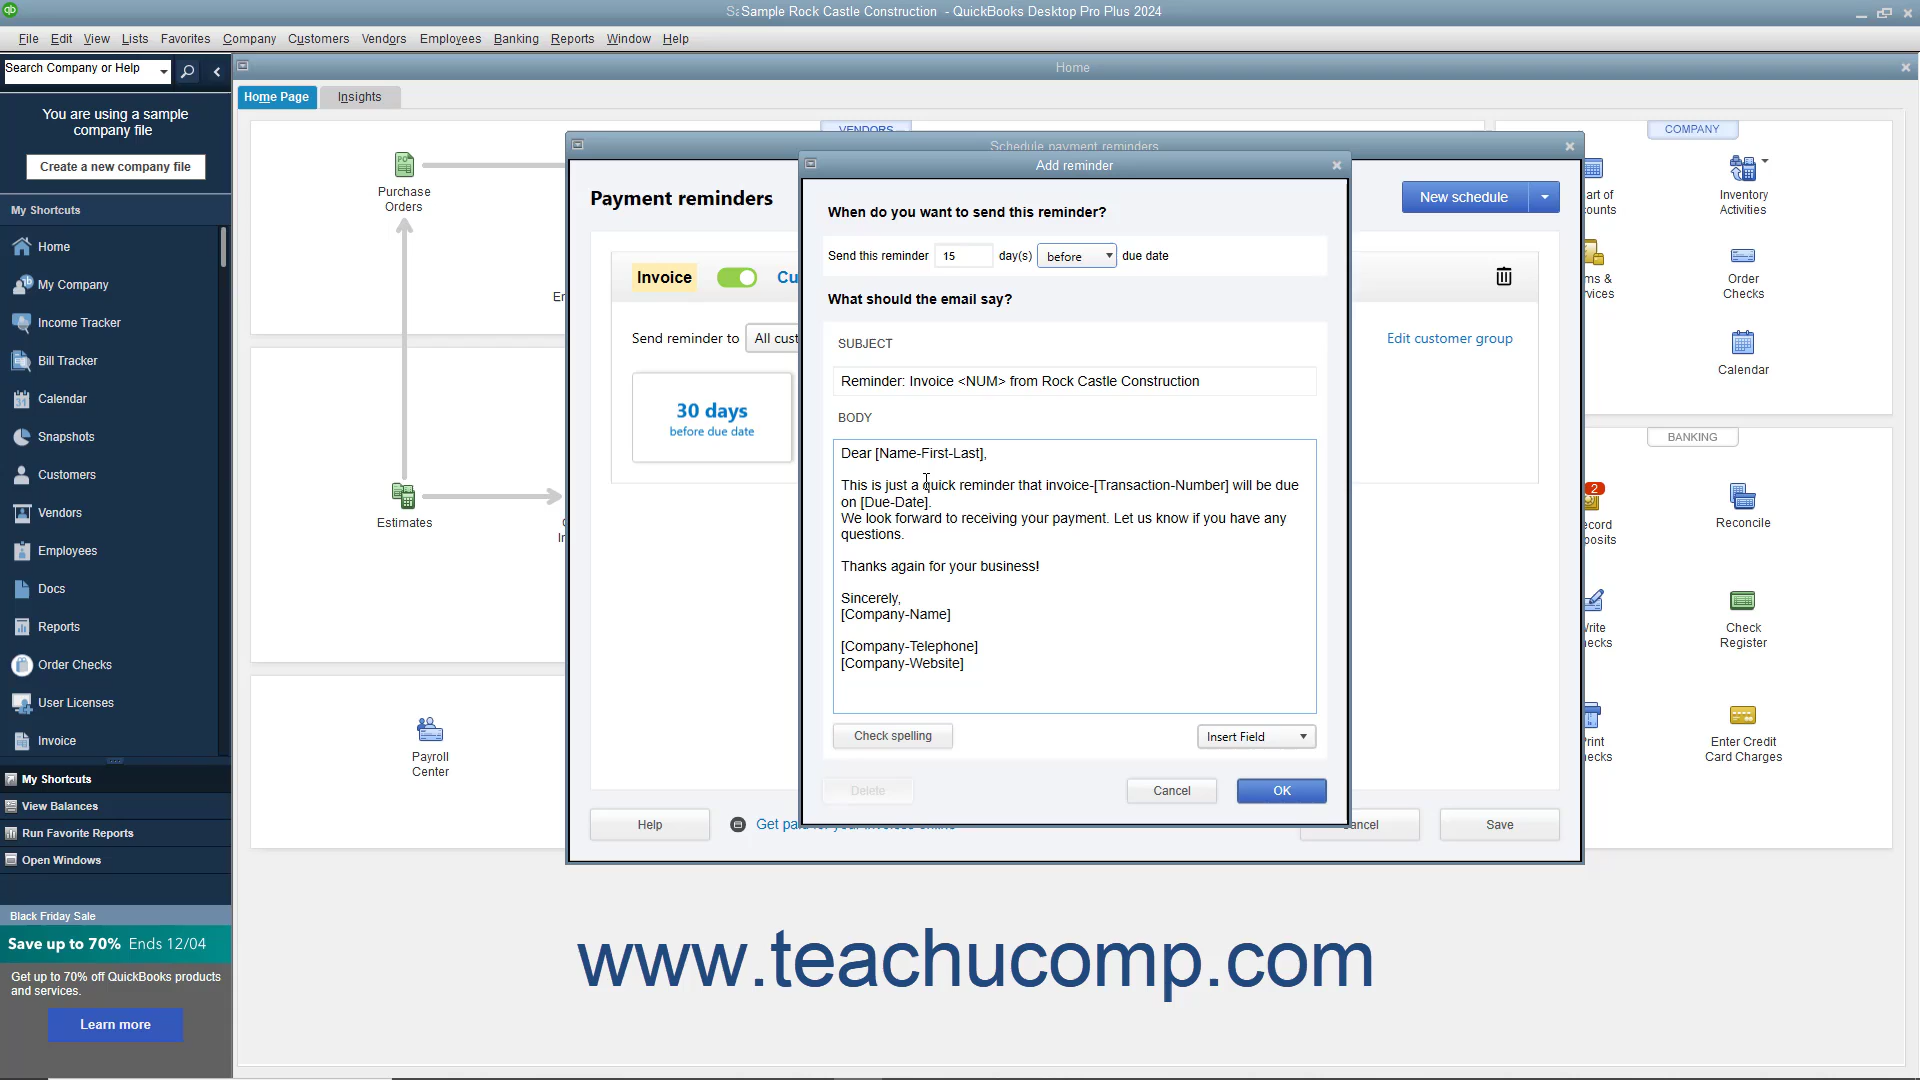 Sample Rock Castle Construction - QuickBooks Desktop Pro Plus 2024
File Edit View Lists Favorites Company Customers Vendors Employees Banking Reports Window Help
Search Company or Help
Home
Home Page
Insights
You are using a sample
company file
Create a new company file
My Shortcuts
Home
My Company
Income Tracker
Bill Tracker
Calendar
Snapshots
Customers
Vendors
Employees
Docs
Reports
Order Checks
User Licenses
Invoice
My Shortcuts
View Balances
Run Favorite Reports
Open Windows
Black Friday Sale
Save up to 70% Ends 12/04
Get up to 70% off QuickBooks products
and services.
Learn more
VENDORS
Purchase
Orders
Estimates
Payroll
Center
Schedule payment reminders
Payment reminders
New schedule
Invoice
Send reminder to
All cust
Edit customer group
30 days
before due date
Help
Save
Add reminder
When do you want to send this reminder?
Send this reminder 15 day(s) before due date
What should the email say?
SUBJECT
Reminder: Invoice <NUM> from Rock Castle Construction
BODY
Dear [Name-First-Last],
This is just a quick reminder that invoice-[Transaction-Number] will be due
on [Due-Date].
We look forward to receiving your payment. Let us know if you have any
questions.
Thanks again for your business!
Sincerely,
[Company-Name]
[Company-Telephone]
[Company-Website]
Check spelling
Insert Field
Delete
Cancel
OK
COMPANY
Inventory
Activities
Order
Checks
Calendar
BANKING
2
Reconcile
Check
Register
Enter Credit
Card Charges
www.teachucomp.com